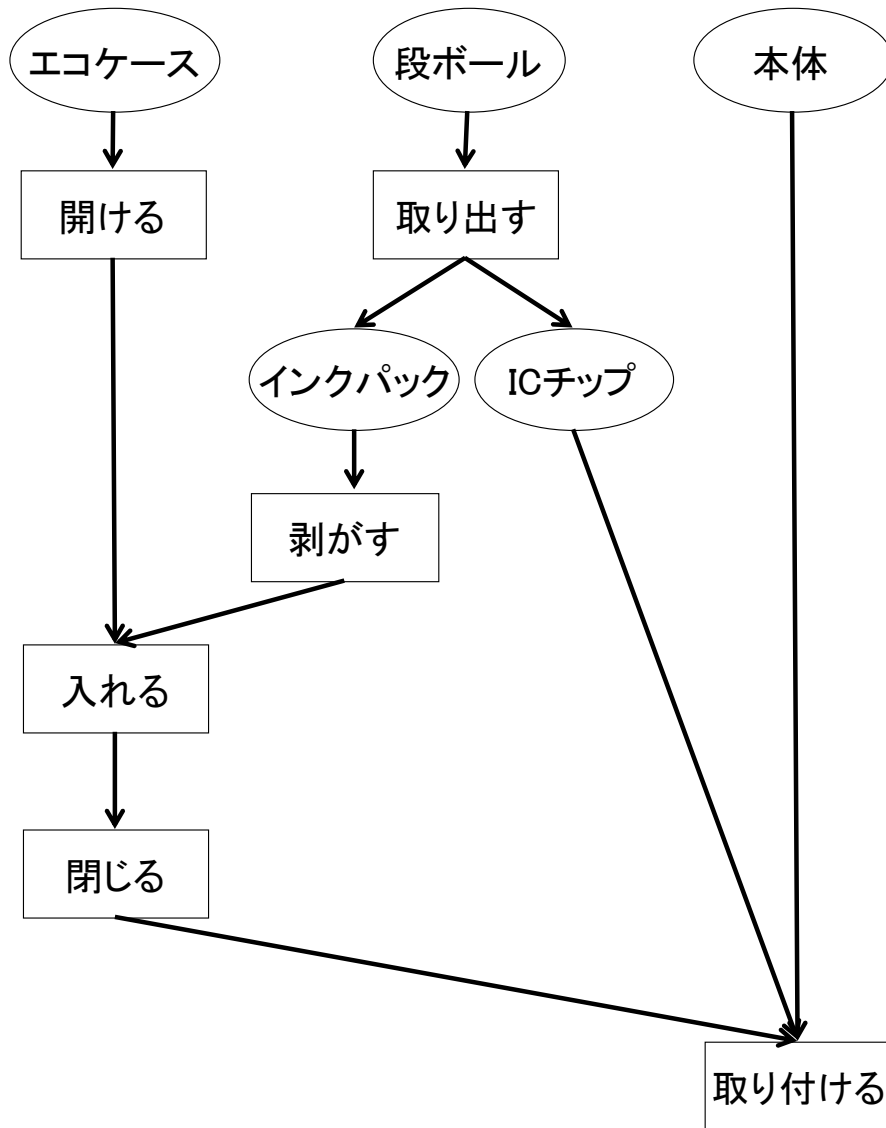 エコケース
段ボール
本体
開ける
取り出す
インクパック
ICチップ
剥がす
入れる
閉じる
取り付ける